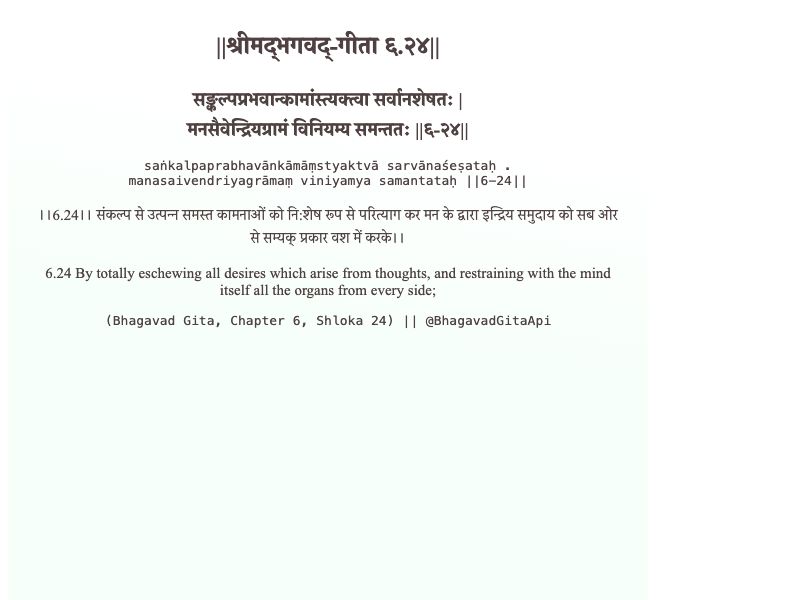 ||श्रीमद्‍भगवद्‍-गीता ६.२४||
सङ्कल्पप्रभवान्कामांस्त्यक्त्वा सर्वानशेषतः |
मनसैवेन्द्रियग्रामं विनियम्य समन्ततः ||६-२४||
saṅkalpaprabhavānkāmāṃstyaktvā sarvānaśeṣataḥ .
manasaivendriyagrāmaṃ viniyamya samantataḥ ||6-24||
।।6.24।। संकल्प से उत्पन्न समस्त कामनाओं को नि:शेष रूप से परित्याग कर मन के द्वारा इन्द्रिय समुदाय को सब ओर
से सम्यक् प्रकार वश में करके।।
6.24 By totally eschewing all desires which arise from thoughts, and restraining with the mind
itself all the organs from every side;
(Bhagavad Gita, Chapter 6, Shloka 24) || @BhagavadGitaApi